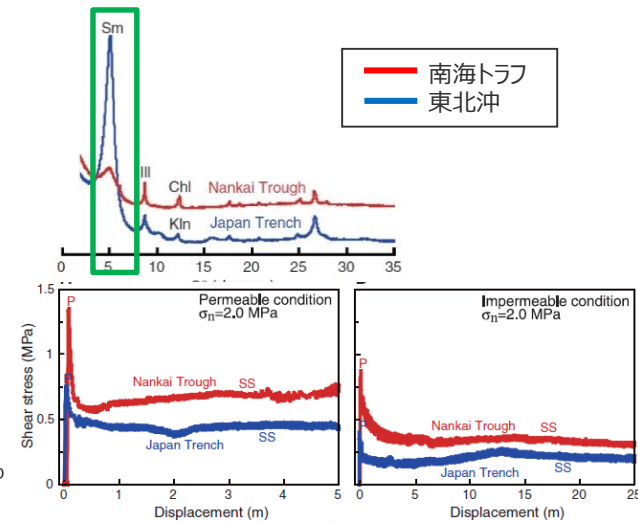 Sm
南海トラフ
東北沖
Ill
Chl
Nankai Trough
Kln
Japan Trench
0 5 10 15 20 25 30 35
1.5
P
Permeable condition
σn=2.0 MPa
Shear stress (MPa)
1
Nankai Trough
SS
0.5
Japan Trench
SS
0
0 1 2 3 4 5
Displacement (m)
Impermeable condition
σn=2.0 MPa
P
Nankai Trough
SS
Japan Trench
SS
0 5 10 15 20 25
Displacement (m)
0